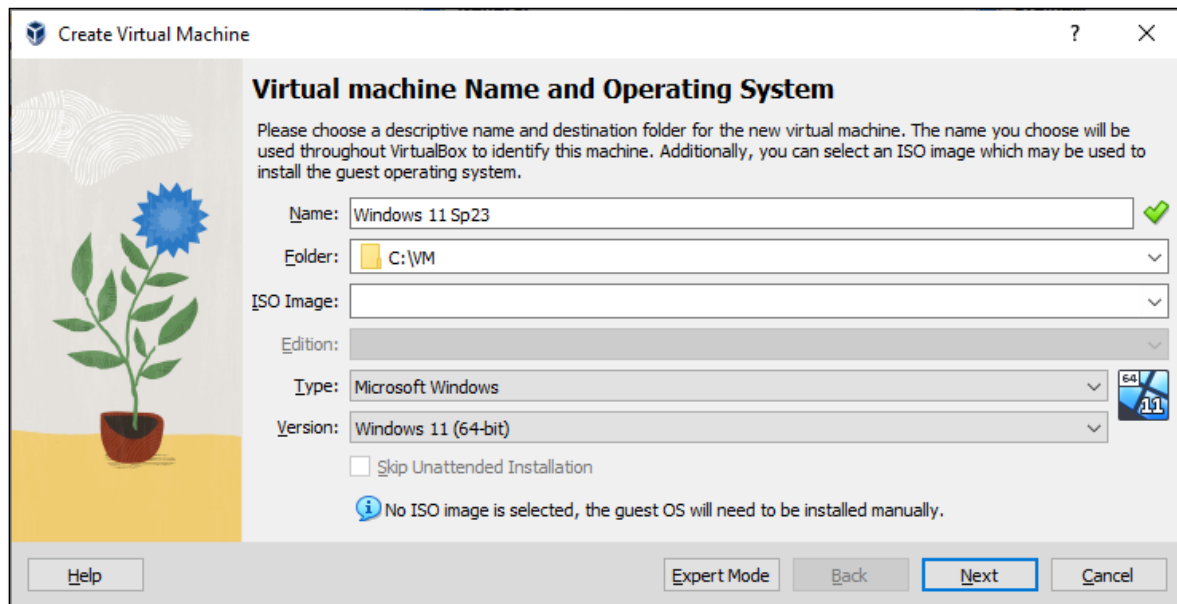 Create Virtual Machine
?
Virtual machine Name and Operating System
Please choose a descriptive name and destination folder for the new virtual machine. The name you choose will be
used throughout VirtualBox to identify this machine. Additionally, you can select an ISO image which may be used to
install the guest operating system.
Name: Windows 11 Sp23
Folder: C:\VM
ISO Image:
Edition:
Type: Microsoft Windows
64
11
Version: Windows 11 (64-bit)
Skip Unattended Installation
No ISO image is selected, the guest OS will need to be installed manually.
Help Expert Mode Back Next Cancel